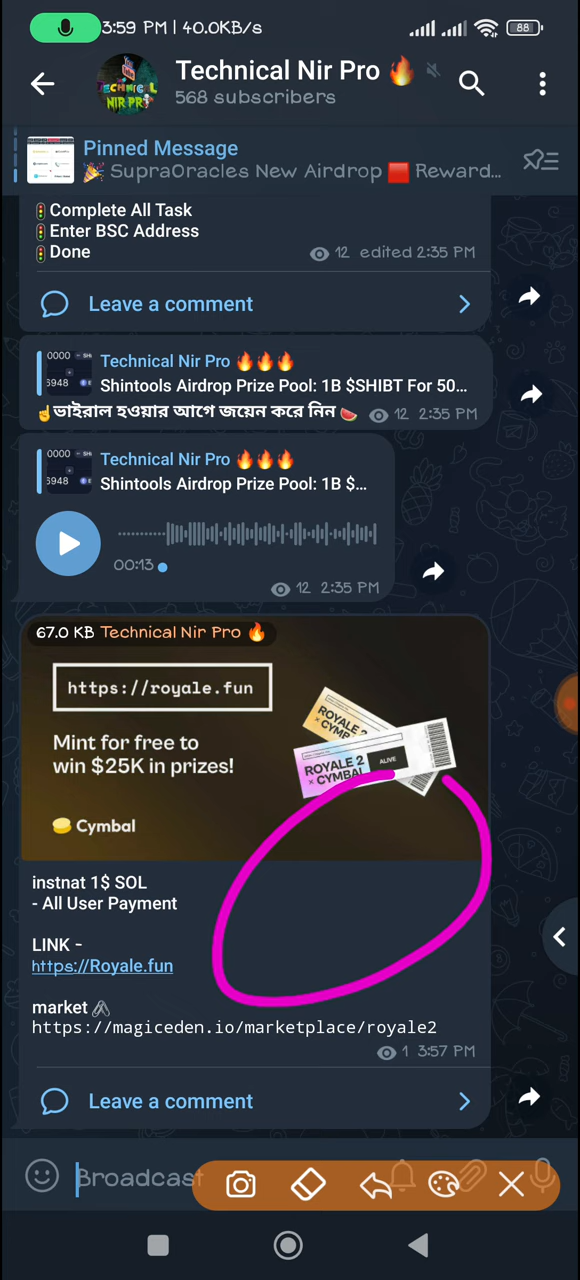 3:59 PM | 40.0KB/s
88
Technical Nir Pro 🔥
568 subscribers
Pinned Message
🎉 SupraOracles New Airdrop 🟥 Reward...
🚦Complete All Task
🚦Enter BSC Address
🚦Done
12 edited 2:35 PM
Leave a comment
Technical Nir Pro 🔥🔥🔥
Shintools Airdrop Prize Pool: 1B $SHIBT For 50...
☝️ভাইরাল হওয়ার আগে জয়েন করে নিন 🍉
12 2:35 PM
Technical Nir Pro 🔥🔥🔥
Shintools Airdrop Prize Pool: 1B $...
00:13
12 2:35 PM
67.0 KB Technical Nir Pro 🔥
https://royale.fun
Mint for free to
win $25K in prizes!
ROYALE 2
ROYALE 2
× CYMBAL
ALIVE
Cymbal
instnat 1$ SOL
- All User Payment
LINK -
https://Royale.fun
market 🖇
https://magiceden.io/marketplace/royale2
1 3:57 PM
Leave a comment
Broadcast